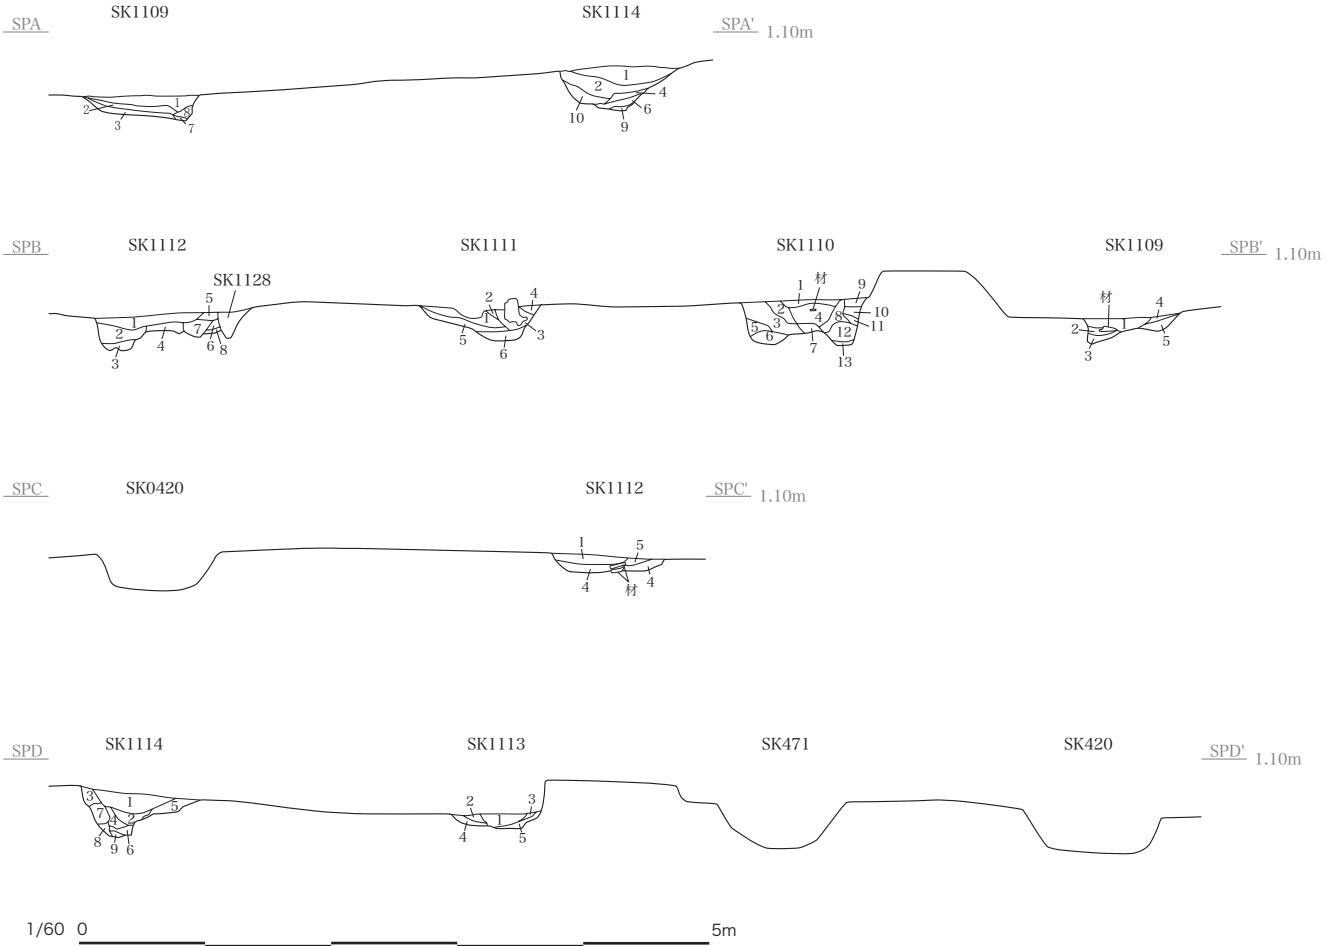 SK1109 SK1114
SPA SPA' 1.10m
1 1
2 8 2 4
3 7 10 9 6
SPB SK1112 SK1111 SK1110 SK1109 SPB' 1.10m
SK1128
5 2 4 1 材 9 材 4
1 1 2 4 8 10 1
2 7 3 3 11 2
4 6 8 5 5 6 12 5
3 6 7 13 3
SPC SK0420 SK1112 SPC' 1.10m
1 5
4 材 4
SPD SK1114 SK1113 SK471 SK420 SPD' 1.10m
3 1 5 2 3
7 4 2 1
8 9 6 4 5
1/60 0 5m